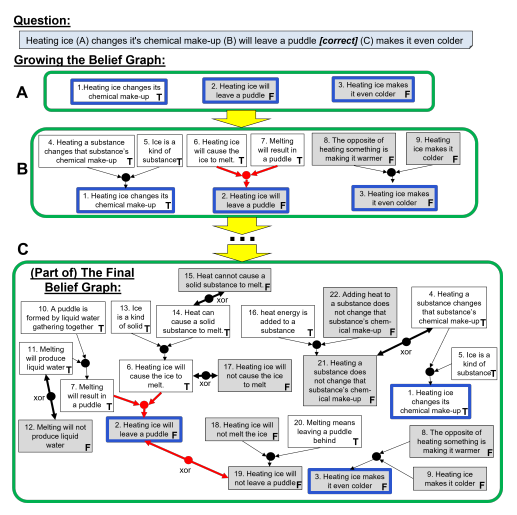 Question:
Heating ice (A) changes it's chemical make-up (B) will leave a puddle [correct] (C) makes it even colder
Growing the Belief Graph:
A
1.Heating ice changes its
chemical make-up T
2. Heating ice will
leave a puddle F
3. Heating ice makes
it even colder F
B
4. Heating a substance
changes that substance's
chemical make-up T
5. Ice is a
kind of
substance T
6. Heating ice
will cause the
ice to melt. T
7. Melting
will result in
a puddle T
8. The opposite of
heating something is
making it warmer F
9. Heating
ice makes it
colder F
1. Heating ice changes its
chemical make-up T
2. Heating ice will
leave a puddle F
3. Heating ice makes
it even colder F
C
(Part of) The Final
Belief Graph:
15. Heat cannot cause a
solid substance to melt. F
xor
10. A puddle is
formed by liquid water
gathering together T
13. Ice
is a kind
of solid T
14. Heat can
cause a solid
substance to melt. T
16. heat energy is
added to a
substance T
22. Adding heat to
a substance does
not change that
substance's chem-
ical make-up F
4. Heating a
substance changes that
substance's chemical
make-up T
11. Melting
will produce
liquid water T
xor
7. Melting will
result in a
puddle T
6. Heating ice will
cause the ice to
melt. T
xor
17. Heating ice will
not cause the ice
to melt F
21. Heating a
substance does
not change that
substance's chem-
ical make-up F
xor
5. Ice is a
kind of
substance T
1. Heating ice
changes its
chemical make-up T
12. Melting will not
produce liquid
water F
2. Heating ice will
leave a puddle F
18. Heating ice will
not melt the ice F
20. Melting means
leaving a puddle
behind T
8. The opposite of
heating something is
making it warmer F
xor
19. Heating ice will
not leave a puddle F
3. Heating ice makes
it even colder F
9. Heating ice
makes it colder F